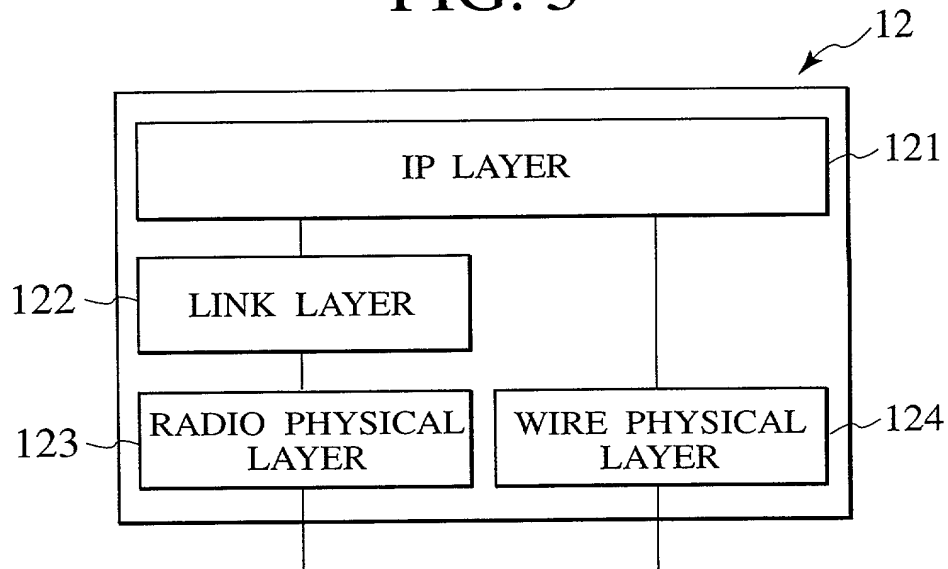 12
IP LAYER
121
122
LINK LAYER
123
RADIO PHYSICAL
LAYER
WIRE PHYSICAL
LAYER
124